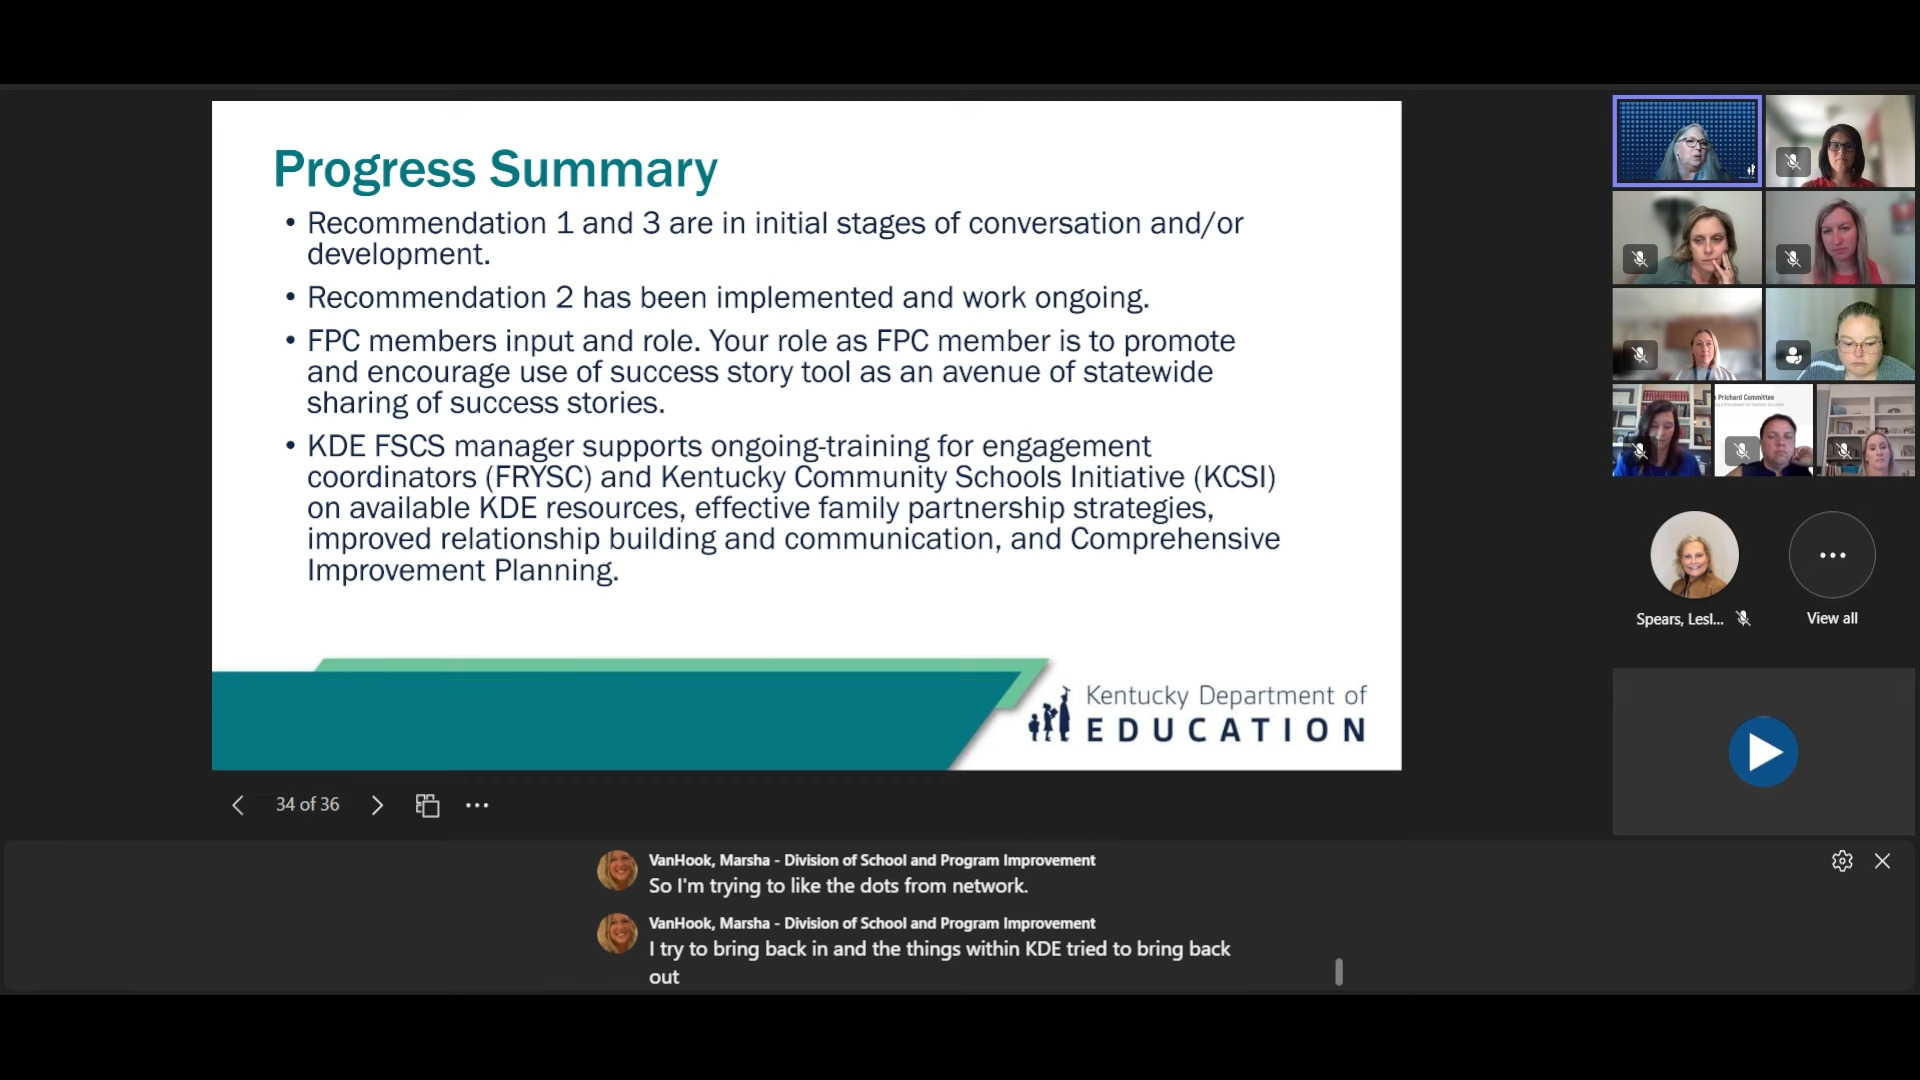 Progress Summary
• Recommendation 1 and 3 are in initial stages of conversation and/or
development.
• Recommendation 2 has been implemented and work ongoing.
• FPC members input and role. Your role as FPC member is to promote
and encourage use of success story tool as an avenue of statewide
sharing of success stories.
• KDE FSCS manager supports ongoing-training for engagement
coordinators (FRYSC) and Kentucky Community Schools Initiative (KCSI)
on available KDE resources, effective family partnership strategies,
improved relationship building and communication, and Comprehensive
Improvement Planning.
Kentucky Department of
EDUCATION
34 of 36
Prichard Committee
Spears, Lesl...
View all
VanHook, Marsha - Division of School and Program Improvement
So I'm trying to like the dots from network.
VanHook, Marsha - Division of School and Program Improvement
I try to bring back in and the things within KDE tried to bring back
out